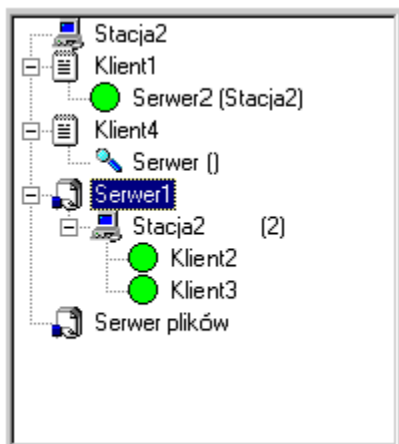 Stacja2
Klient1
Serwer2 (Stacja2)
Klient4
Serwer ()
Serwer1
Stacja2 (2)
Klient2
Klient3
Serwer plików